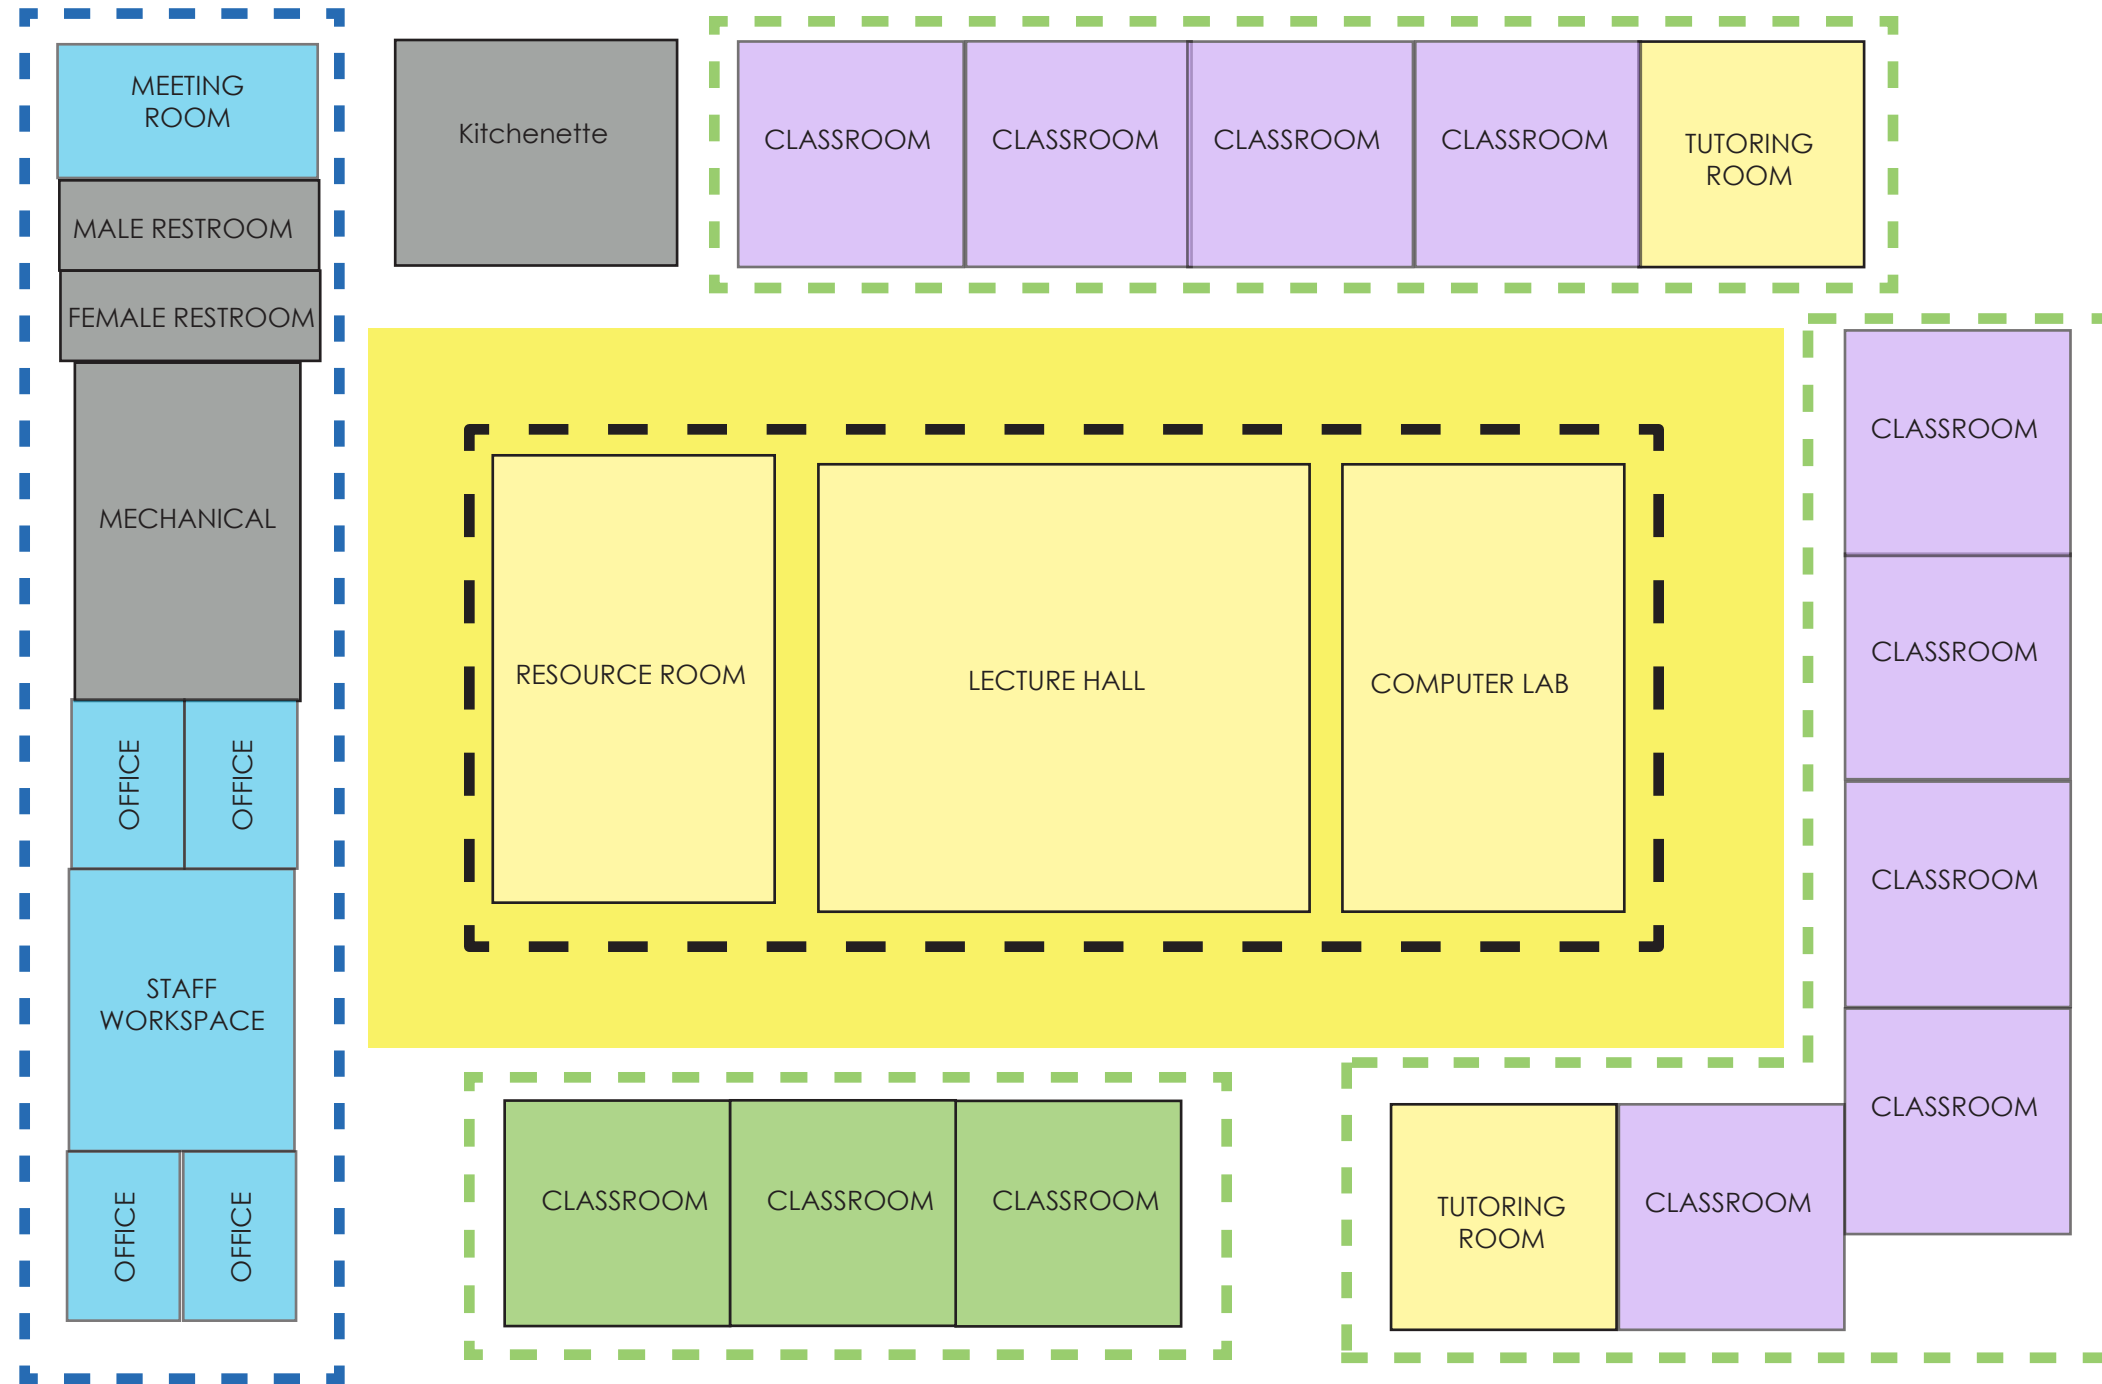 MEETING
ROOM
MALE RESTROOM
FEMALE RESTROOM
MECHANICAL
OFFICE
OFFICE
STAFF
WORKSPACE
OFFICE
OFFICE
Kitchenette
CLASSROOM
CLASSROOM
CLASSROOM
CLASSROOM
TUTORING
ROOM
RESOURCE ROOM
LECTURE HALL
COMPUTER LAB
CLASSROOM
CLASSROOM
CLASSROOM
CLASSROOM
CLASSROOM
CLASSROOM
CLASSROOM
TUTORING
ROOM
CLASSROOM